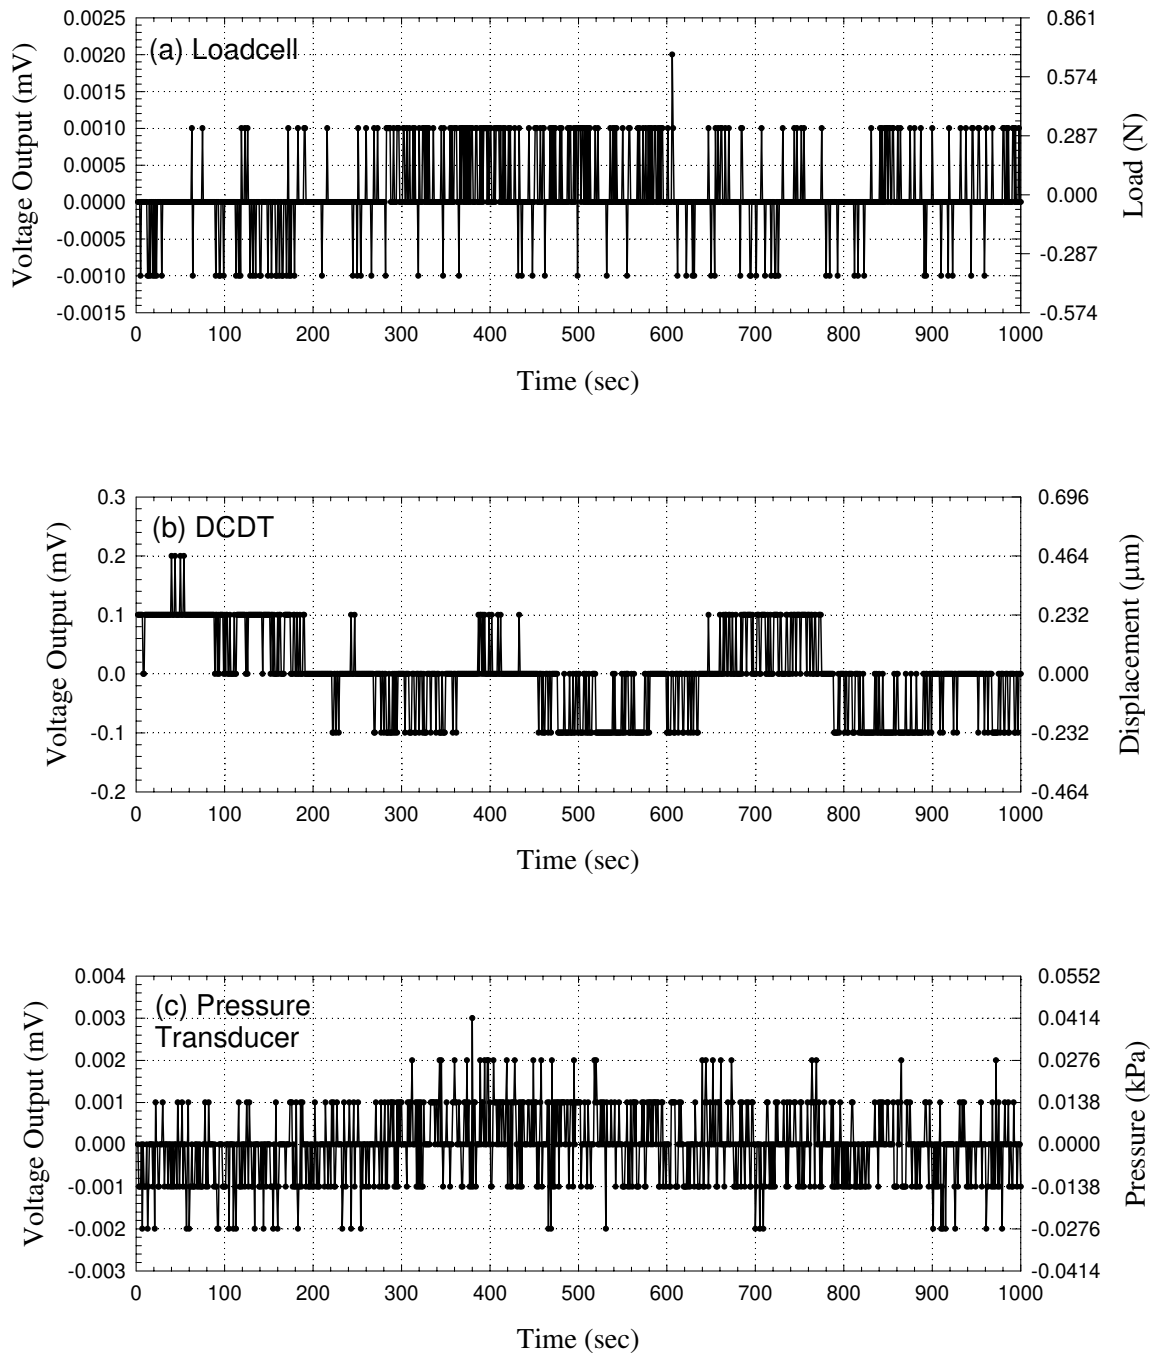 0.0025 0.861
(a) Loadcell
0.0020
0.574
0.0015
0.0010
0.287
0.0005
0.0000 0.000
-0.0005
-0.287
-0.0010
-0.0015 -0.574
Voltage Output (mV)
Load (N)
0 100 200 300 400 500 600 700 800 900 1000
Time (sec)
0.3 0.696
(b) DCDT
0.2 0.464
0.1 0.232
0.0 0.000
-0.1 -0.232
-0.2 -0.464
Voltage Output (mV)
Displacement (µm)
0 100 200 300 400 500 600 700 800 900 1000
Time (sec)
0.004 0.0552
(c) Pressure
Transducer
0.003 0.0414
0.002 0.0276
0.001 0.0138
0.000 0.0000
-0.001 -0.0138
-0.002 -0.0276
-0.003 -0.0414
Voltage Output (mV)
Pressure (kPa)
0 100 200 300 400 500 600 700 800 900 1000
Time (sec)